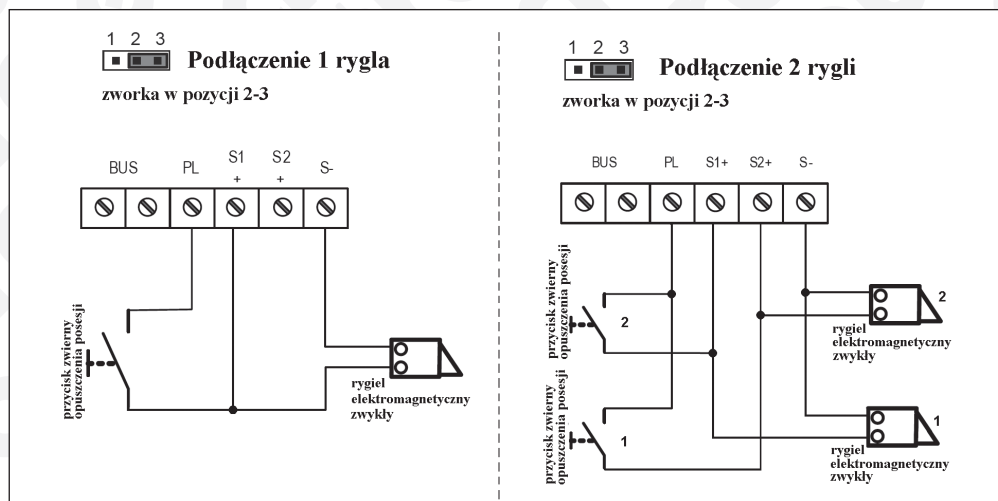 1 2 3
Podłączenie 1 rygla
zworka w pozycji 2-3
BUS PL S1 + S2 + S-
przycisk zwierny
opuszczenia posesji
rygiel
elektromagnetyczny
zwykły
1 2 3
Podłączenie 2 rygli
zworka w pozycji 2-3
BUS PL S1+ S2+ S-
przycisk zwierny
opuszczenia posesji
2
2
rygiel
elektromagnetyczny
zwykły
przycisk zwierny
opuszczenia posesji
1
1
rygiel
elektromagnetyczny
zwykły